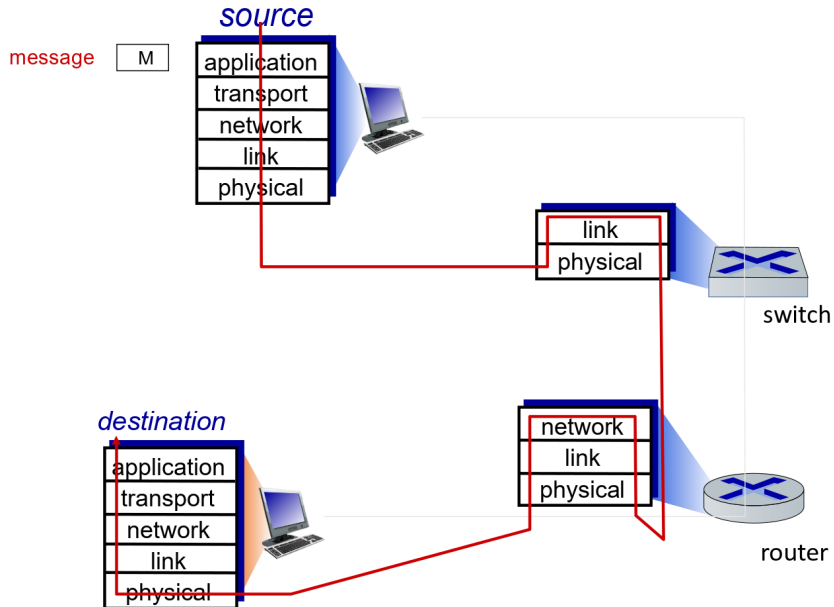 source
message
M
application
transport
network
link
physical
link
physical
switch
destination
application
transport
network
link
physical
network
link
physical
router